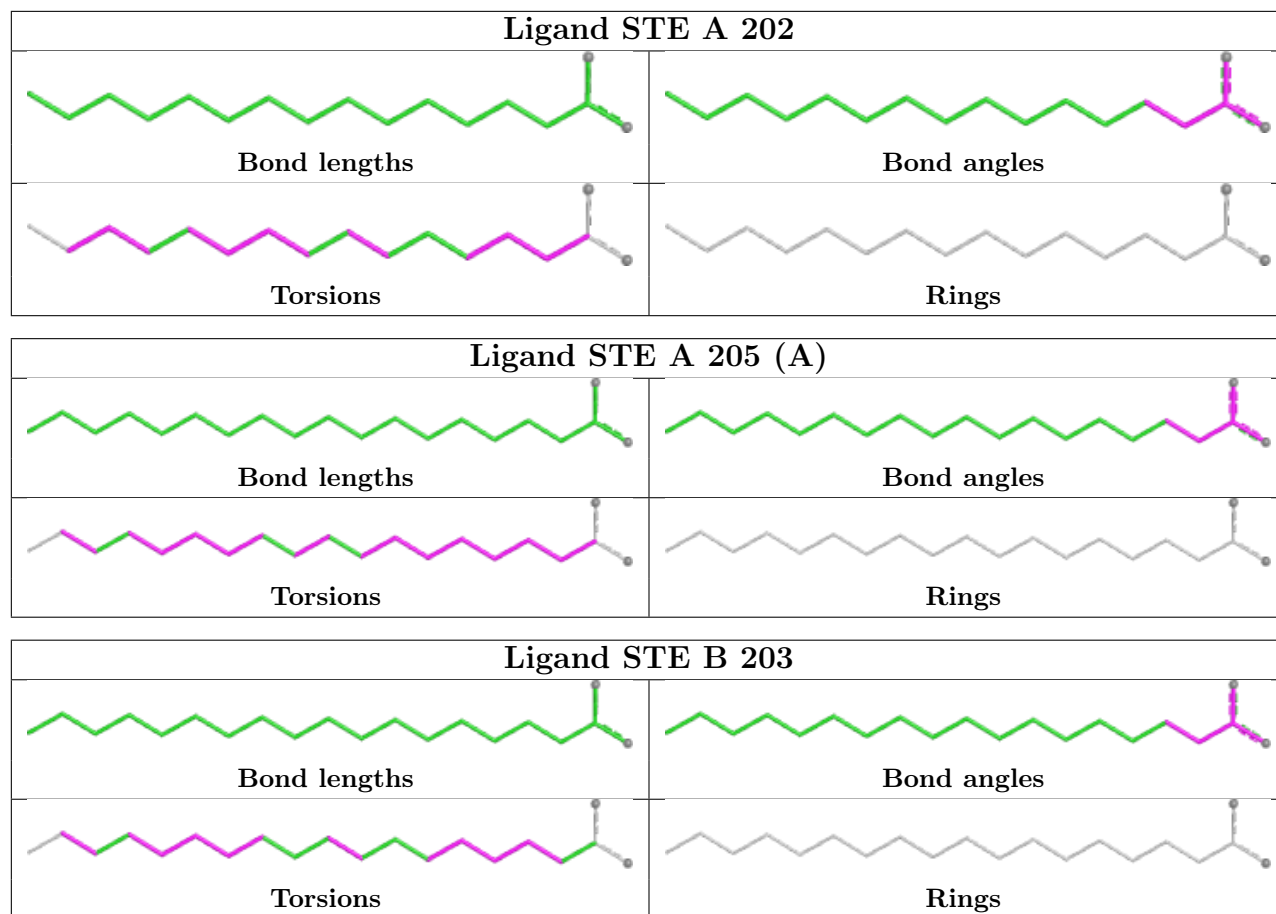 Ligand STE A 202
Bond lengths Bond angles
Torsions Rings
Ligand STE A 205 (A)
Bond lengths Bond angles
Torsions Rings
Ligand STE B 203
Bond lengths Bond angles
Torsions Rings